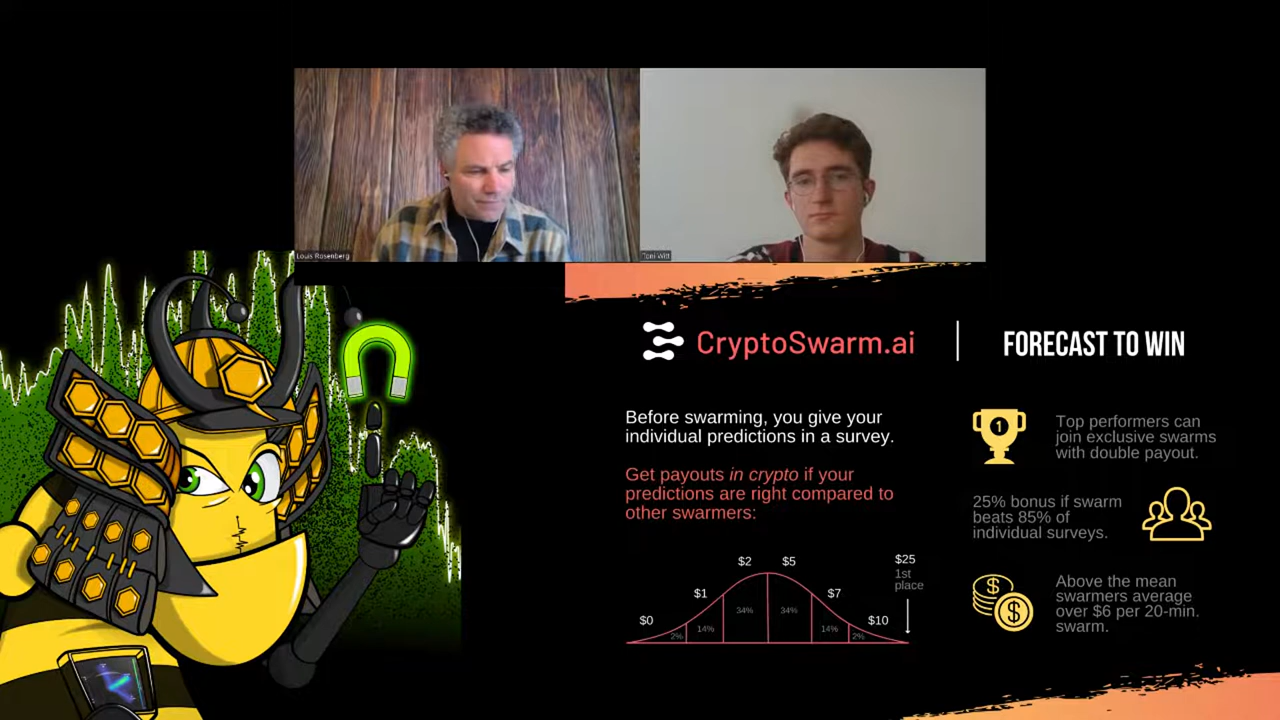 Louis Rosenberg
Toni Witt
CryptoSwarm.ai
FORECAST TO WIN
Before swarming, you give your
individual predictions in a survey.
Get payouts in crypto if your
predictions are right compared to
other swarmers:
$0
$1
$2
$5
$7
$10
$25
1st
place
2%
14%
34%
34%
14%
2%
1
Top performers can
join exclusive swarms
with double payout.
25% bonus if swarm
beats 85% of
individual surveys.
$
$
Above the mean
swarmers average
over $6 per 20-min.
swarm.